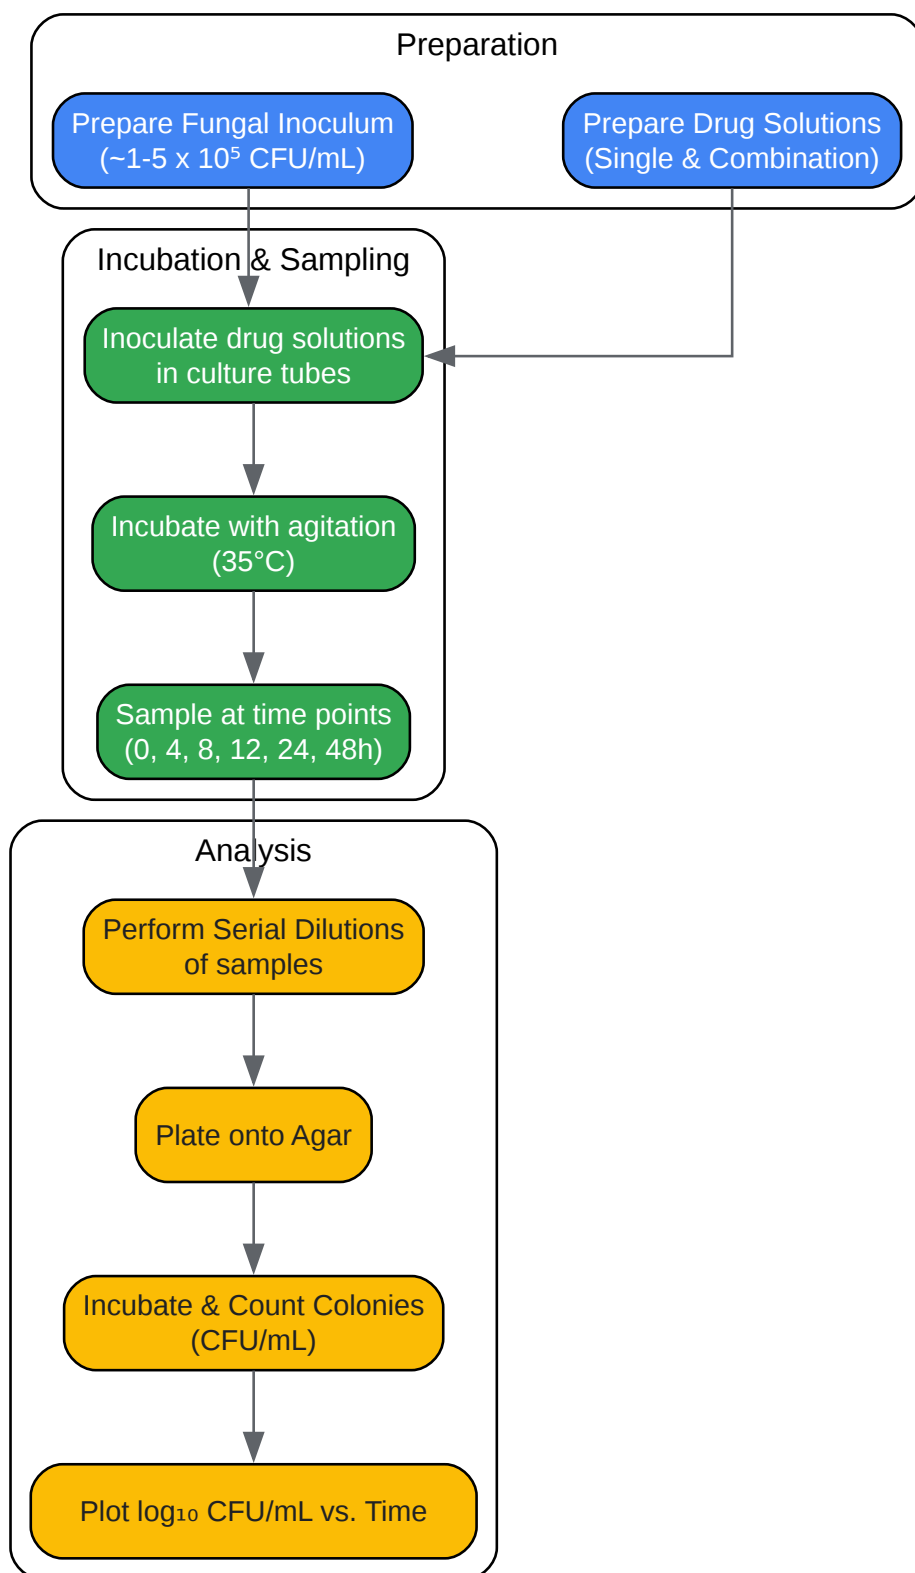 Preparation
Prepare Fungal Inoculum
(~1-5 x 10⁵ CFU/mL)
Prepare Drug Solutions
(Single & Combination)
Incubation & Sampling
Inoculate drug solutions
in culture tubes
Incubate with agitation
(35°C)
Sample at time points
(0, 4, 8, 12, 24, 48h)
Analysis
Perform Serial Dilutions
of samples
Plate onto Agar
Incubate & Count Colonies
(CFU/mL)
Plot log₁₀ CFU/mL vs. Time